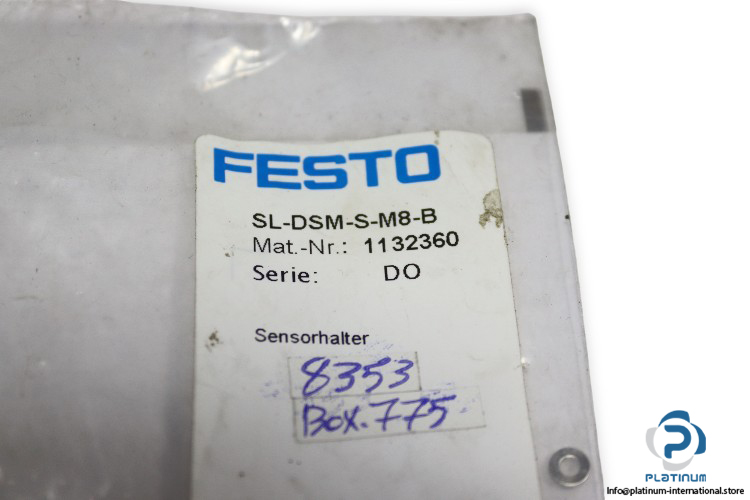 FESTO
SL-DSM-S-M8-B
Mat.-Nr.: 1132360
Serie: DO
Sensorhalter
8353
Box.775
PLATINUM
Info@platinum-international.store